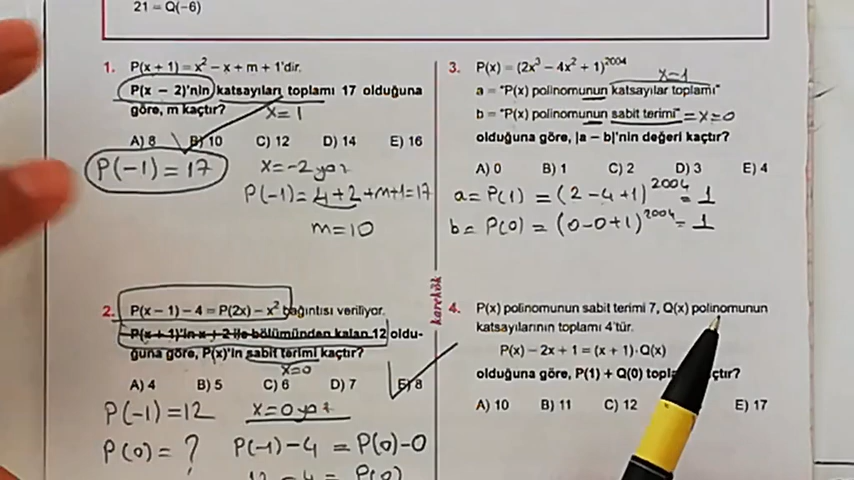 21 = Q(-6)
1. P(x + 1) = x² – x + m + 1'dir.
P(x – 2)'nin katsayıları toplamı 17 olduğuna
göre, m kaçtır?
x=1
A) 8 B) 10 C) 12 D) 14 E) 16
P(-1)=17
x=-2 yaz
P(-1)=4+2+m+1=17
m=10
2. P(x – 1) – 4 = P(2x) – x² bağıntısı veriliyor.
P(x + 1)'in x + 2 ile bölümünden kalan 12 oldu-
ğuna göre, P(x)'in sabit terimi kaçtır?
x=0
A) 4 B) 5 C) 6 D) 7 E) 8
P(-1)=12 x=0 yaz
P(0)=? P(-1)-4 = P(0)-0
12-4 = P(0)
karekök
3. P(x) = (2x³ – 4x² + 1)²⁰⁰⁴
x=1
a = "P(x) polinomunun katsayılar toplamı"
b = "P(x) polinomunun sabit terimi" = x=0
olduğuna göre, |a – b|'nin değeri kaçtır?
A) 0 B) 1 C) 2 D) 3 E) 4
a = P(1) = (2-4+1)²⁰⁰⁴ = 1
b = P(0) = (0-0+1)²⁰⁰⁴ = 1
4. P(x) polinomunun sabit terimi 7, Q(x) polinomunun
katsayılarının toplamı 4'tür.
P(x) – 2x + 1 = (x + 1)·Q(x)
olduğuna göre, P(1) + Q(0) topla çtır?
A) 10 B) 11 C) 12 E) 17